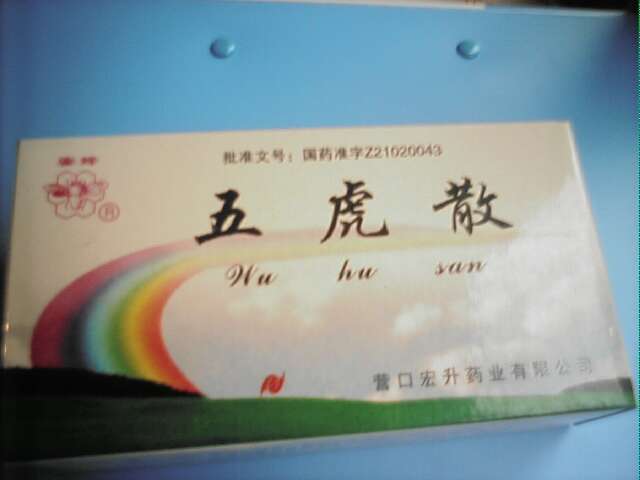 批准文号：国药准字Z21020043
五虎散
Wu hu san
营口宏升药业有限公司